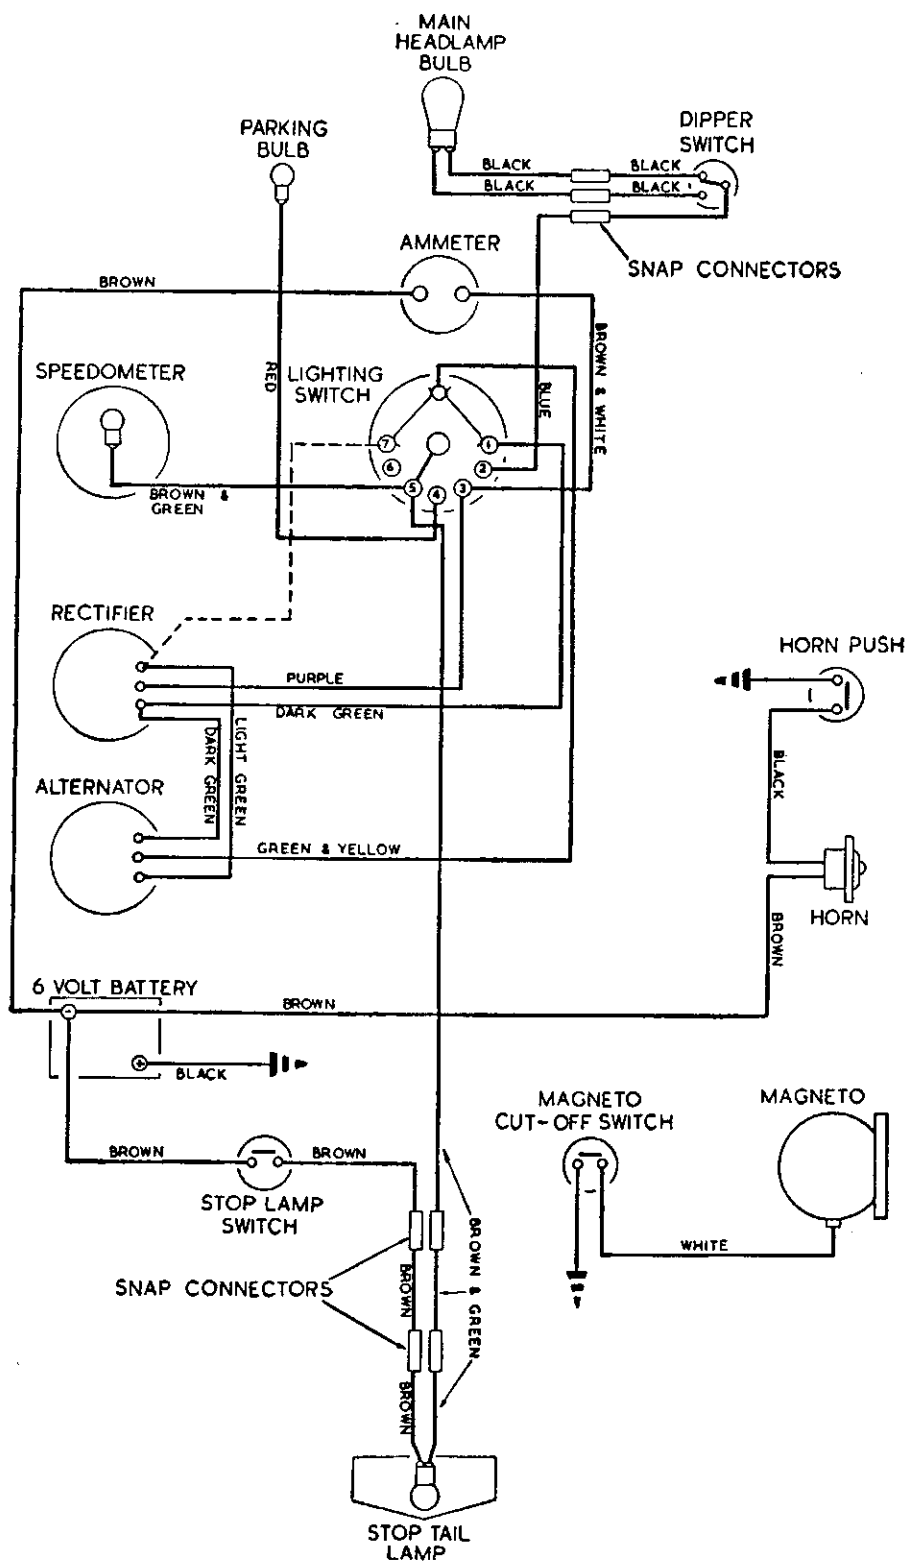 MAIN
HEADLAMP
BULB
PARKING
BULB
DIPPER
SWITCH
BLACK
BLACK
BLACK
BLACK
AMMETER
SNAP CONNECTORS
BROWN
BROWN & WHITE
RED
BLUE
SPEEDOMETER
LIGHTING
SWITCH
7
1
6
2
5
4
3
BROWN &
GREEN
RECTIFIER
HORN PUSH
PURPLE
DARK GREEN
DARK GREEN
LIGHT GREEN
BLACK
ALTERNATOR
GREEN & YELLOW
HORN
BROWN
6 VOLT BATTERY
-
BROWN
+
BLACK
MAGNETO
CUT-OFF SWITCH
MAGNETO
BROWN
BROWN
STOP LAMP
SWITCH
WHITE
SNAP CONNECTORS
BROWN
BROWN & GREEN
BROWN
STOP TAIL
LAMP